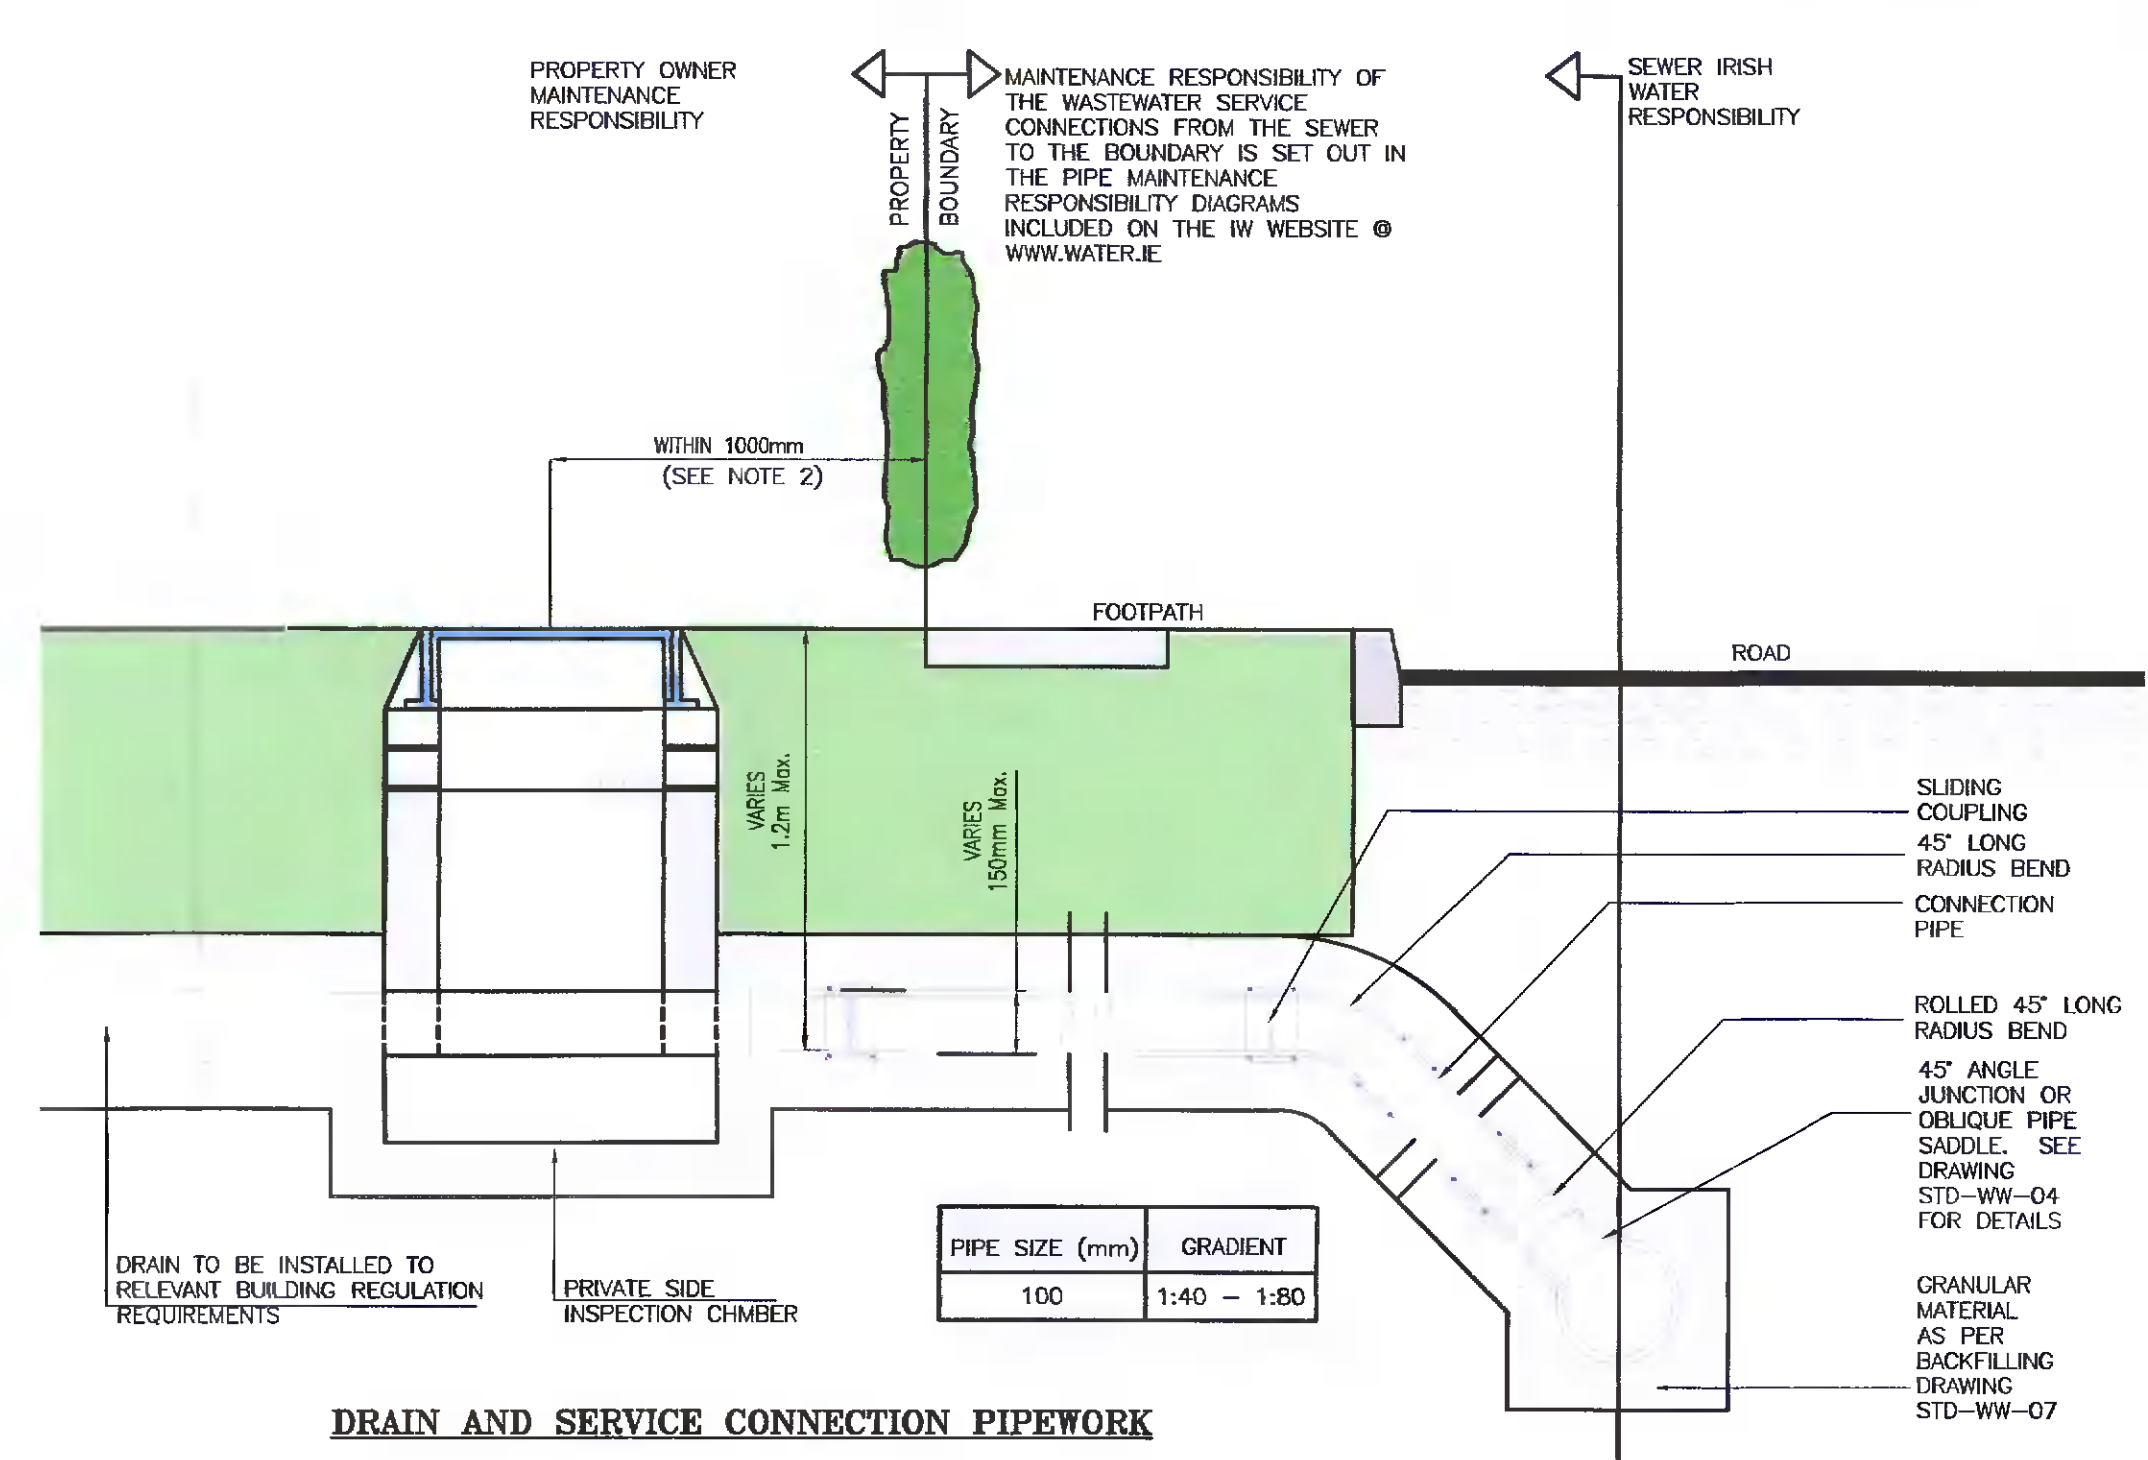 PROPERTY OWNER
MAINTENANCE
RESPONSIBILITY
PROPERTY
BOUNDARY
MAINTENANCE RESPONSIBILITY OF
THE WASTEWATER SERVICE
CONNECTIONS FROM THE SEWER
TO THE BOUNDARY IS SET OUT IN
THE PIPE MAINTENANCE
RESPONSIBILITY DIAGRAMS
INCLUDED ON THE IW WEBSITE @
WWW.WATER.IE
SEWER IRISH
WATER
RESPONSIBILITY
WITHIN 1000mm
(SEE NOTE 2)
FOOTPATH
ROAD
VARIES
1.2m Max.
VARIES
150mm Max.
SLIDING
COUPLING
45° LONG
RADIUS BEND
CONNECTION
PIPE
ROLLED 45° LONG
RADIUS BEND
45° ANGLE
JUNCTION OR
OBLIQUE PIPE
SADDLE. SEE
DRAWING
STD-WW-04
FOR DETAILS
GRANULAR
MATERIAL
AS PER
BACKFILLING
DRAWING
STD-WW-07
DRAIN TO BE INSTALLED TO
RELEVANT BUILDING REGULATION
REQUIREMENTS
PRIVATE SIDE
INSPECTION CHMBER
PIPE SIZE (mm) GRADIENT
100 1:40 - 1:80
DRAIN AND SERVICE CONNECTION PIPEWORK